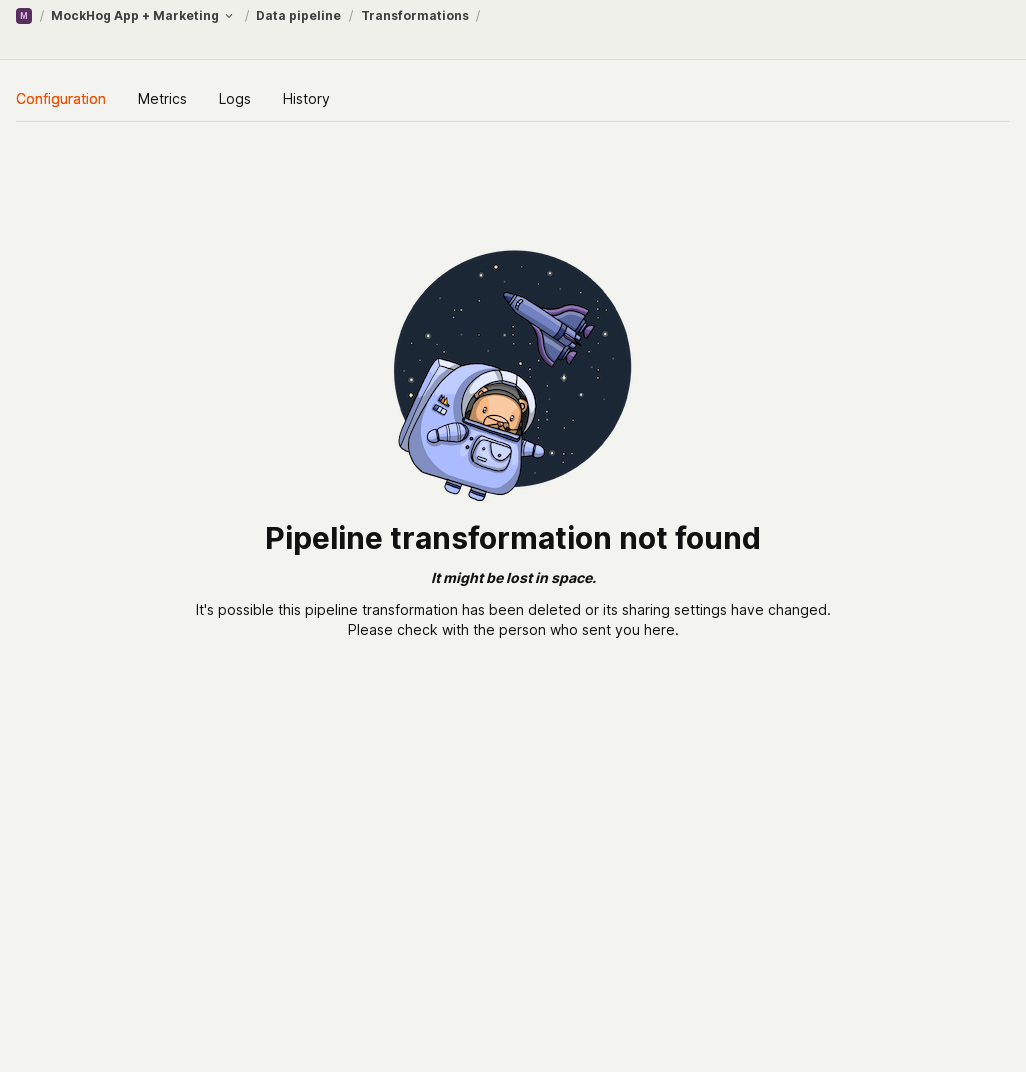 M / MockHog App + Marketing / Data pipeline / Transformations /
Configuration Metrics Logs History
Pipeline transformation not found
It might be lost in space.
It's possible this pipeline transformation has been deleted or its sharing settings have changed.
Please check with the person who sent you here.